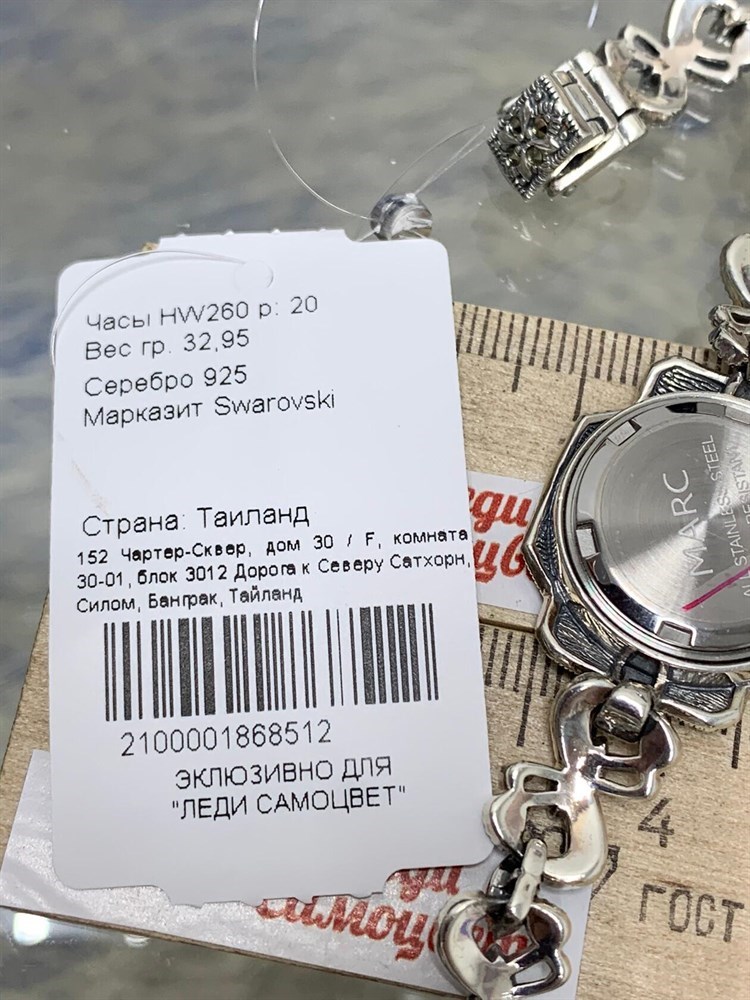 Часы HW260 р: 20
Вес гр. 32,95
Серебро 925
Марказит Swarovski
Страна: Таиланд
152 Чартер-Сквер, дом 30 / F, комната
30-01, блок 3012 Дорога к Северу Сатхорн,
Силом, Банграк, Тайланд
2100001868512
ЭКЛЮЗИВНО ДЛЯ
"ЛЕДИ САМОЦВЕТ"
MARC
STAINLESS STEEL
4
ГОСТ